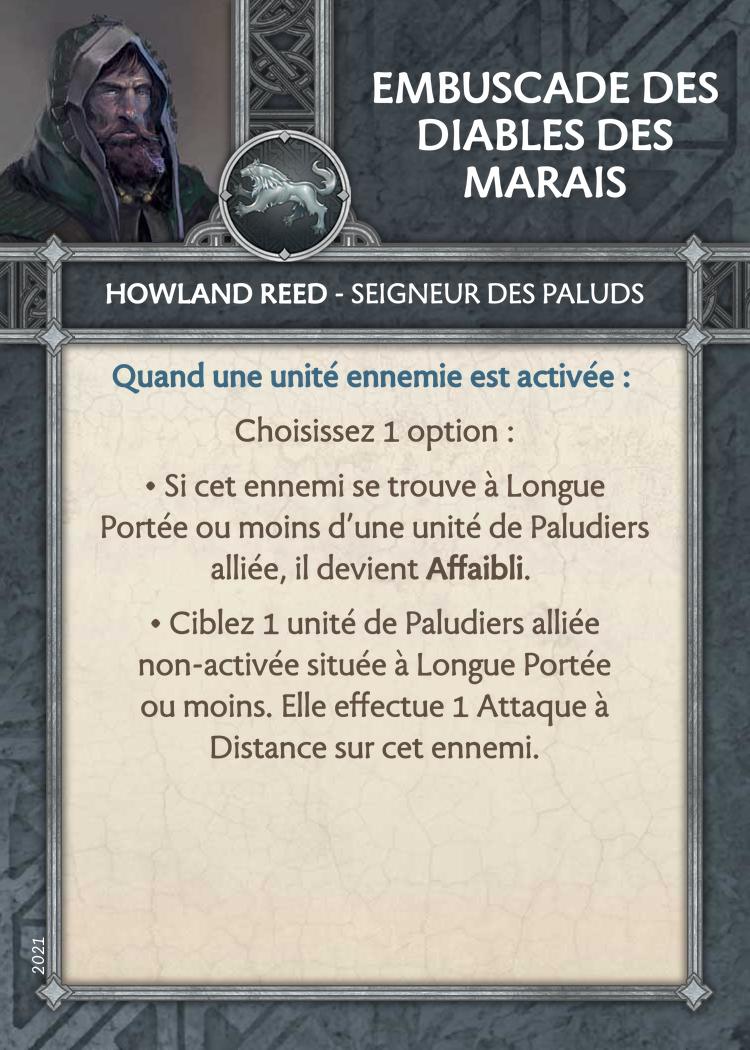 EMBUSCADE DES
DIABLES DES
MARAIS
HOWLAND REED - SEIGNEUR DES PALUDS
Quand une unité ennemie est activée :
Choisissez 1 option :
• Si cet ennemi se trouve à Longue
Portée ou moins d’une unité de Paludiers
alliée, il devient Affaibli.
• Ciblez 1 unité de Paludiers alliée
non-activée située à Longue Portée
ou moins. Elle effectue 1 Attaque à
Distance sur cet ennemi.
2021